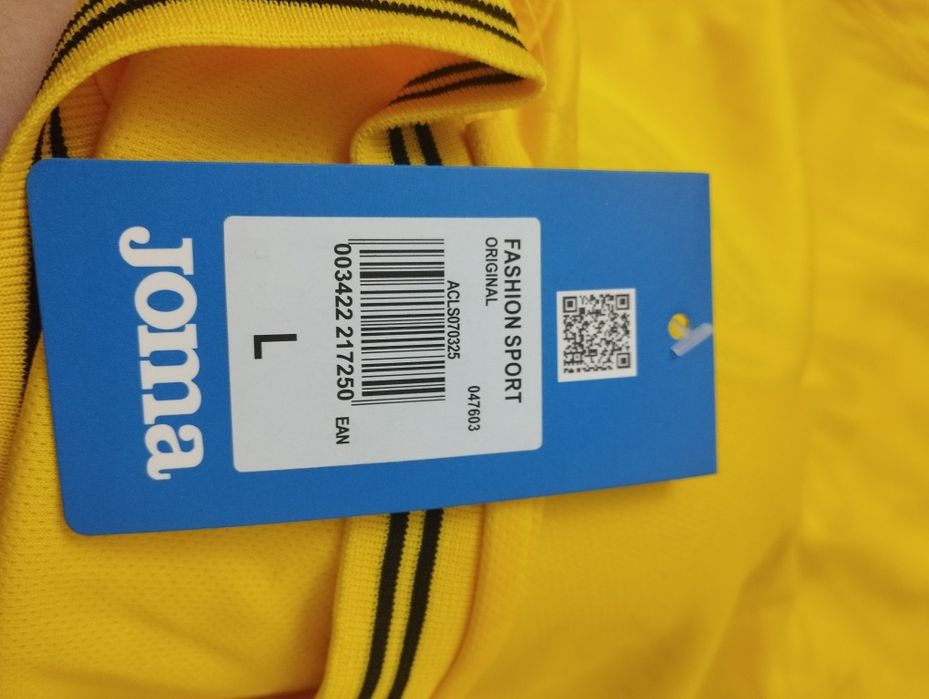 FASHION SPORT
ORIGINAL
047603
ACLS070325
003422 217250 EAN
L
Joma